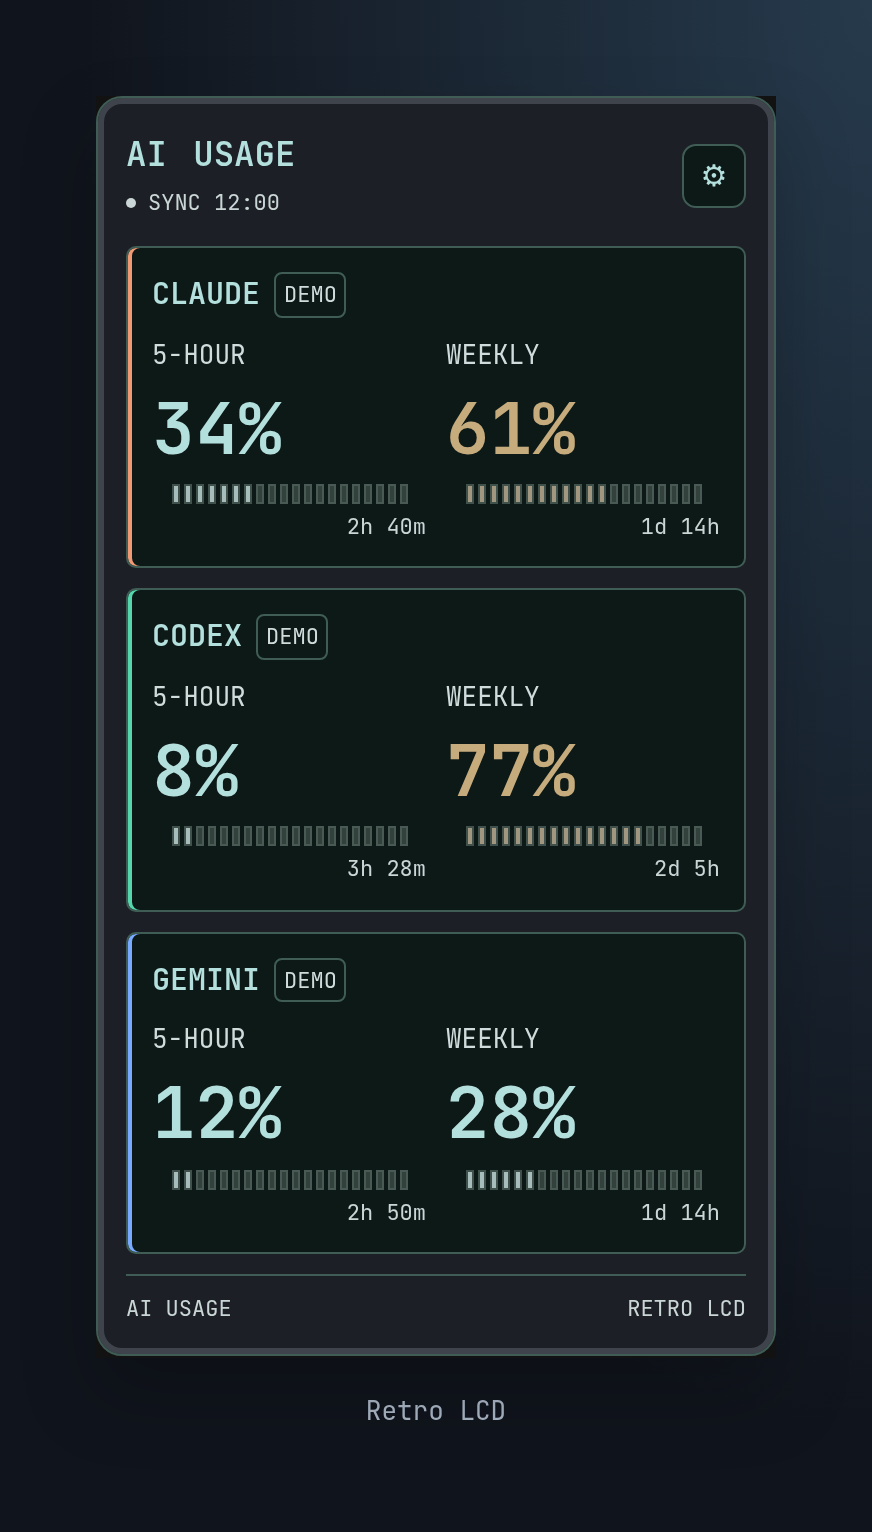 AI USAGE
SYNC 12:00
CLAUDE DEMO
5-HOUR WEEKLY
34% 61%
2h 40m 1d 14h
CODEX DEMO
5-HOUR WEEKLY
8% 77%
3h 28m 2d 5h
GEMINI DEMO
5-HOUR WEEKLY
12% 28%
2h 50m 1d 14h
AI USAGE RETRO LCD
Retro LCD